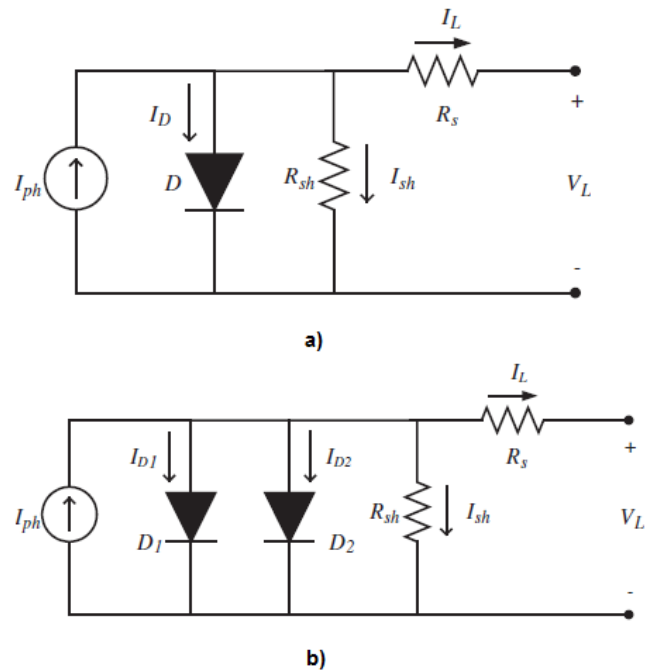 I_L
R_s
+
I_D
I_ph
D
R_sh
I_sh
V_L
-
a)
I_L
R_s
+
I_D1
I_D2
I_ph
R_sh
I_sh
V_L
D_1
D_2
-
b)